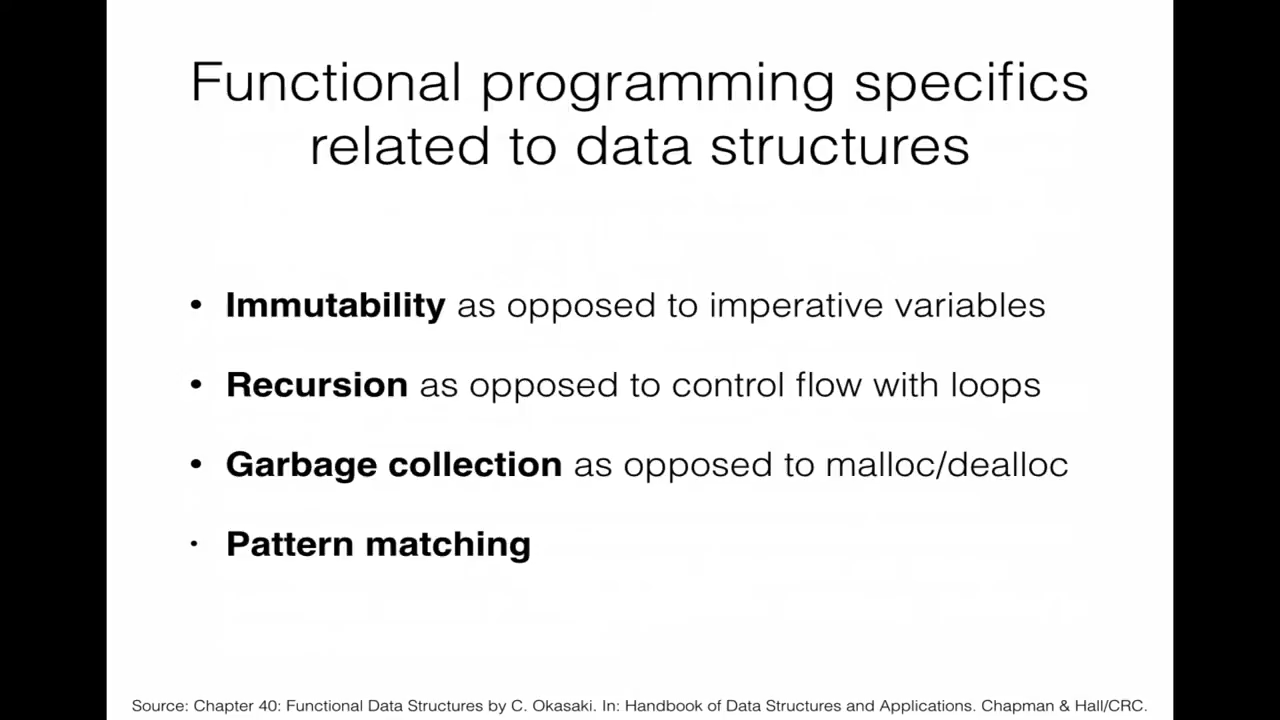 Functional programming specifics
related to data structures
• Immutability as opposed to imperative variables
• Recursion as opposed to control flow with loops
• Garbage collection as opposed to malloc/dealloc
• Pattern matching
Source: Chapter 40: Functional Data Structures by C. Okasaki. In: Handbook of Data Structures and Applications. Chapman & Hall/CRC.